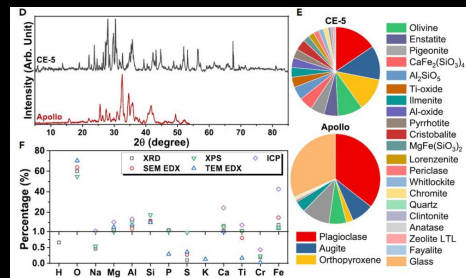 D
Intensity (Arb. Unit)
CE-5
Apollo
10 20 30 40 50 60 70 80
2θ (degree)
E
CE-5
Apollo
Plagioclase
Augite
Orthopyroxene
Olivine
Enstatite
Pigeonite
CaFe₂(SiO₃)₄
Al₂SiO₅
Ti-oxide
Ilmenite
Al-oxide
Pyrrhotite
Cristobalite
MgFe(SiO₃)₂
Lorenzenite
Periclase
Whitlockite
Chromite
Quartz
Clintonite
Anatase
Zeolite LTL
Fayalite
Glass
F
Percentage (%)
80
60
40
20
1.0
0.5
0.0
XRD XPS ICP
SEM EDX TEM EDX
H O Na Mg Al Si P S K Ca Ti Cr Fe